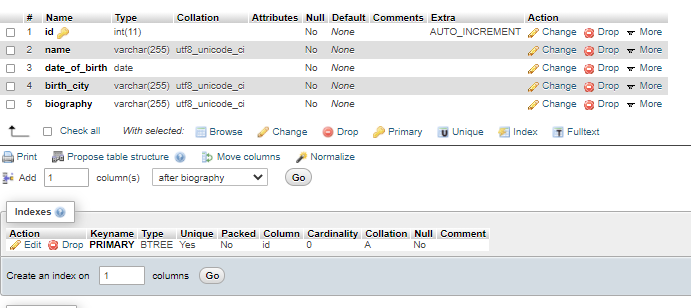 # Name Type Collation Attributes Null Default Comments Extra Action
1 id int(11) No None AUTO_INCREMENT Change Drop More
2 name varchar(255) utf8_unicode_ci No None Change Drop More
3 date_of_birth date No None Change Drop More
4 birth_city varchar(255) utf8_unicode_ci No None Change Drop More
5 biography varchar(255) utf8_unicode_ci No None Change Drop More
Check all With selected: Browse Change Drop Primary Unique Index Fulltext
Print Propose table structure Move columns Normalize
Add 1 column(s) after biography Go
Indexes
Action Keyname Type Unique Packed Column Cardinality Collation Null Comment
Edit Drop PRIMARY BTREE Yes No id 0 A No
Create an index on 1 columns Go